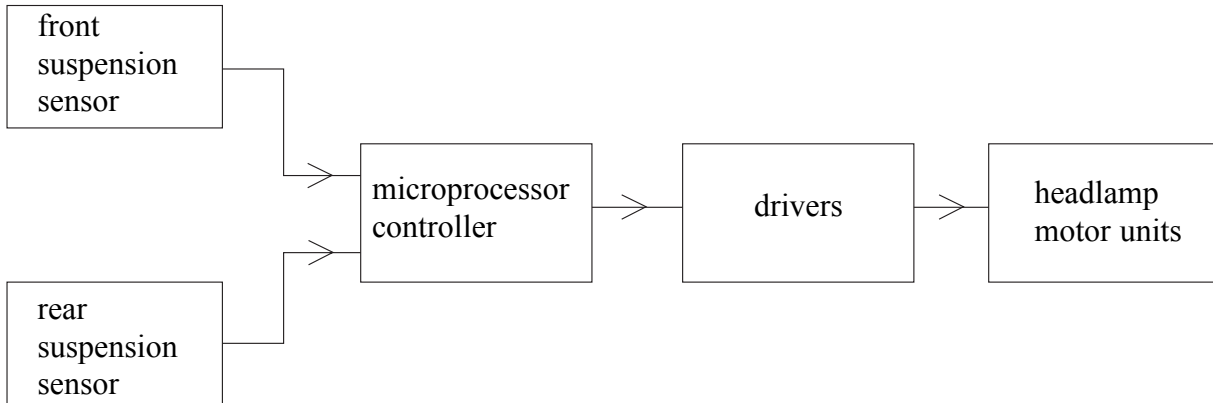 front
suspension
sensor
microprocessor
controller
drivers
headlamp
motor units
rear
suspension
sensor